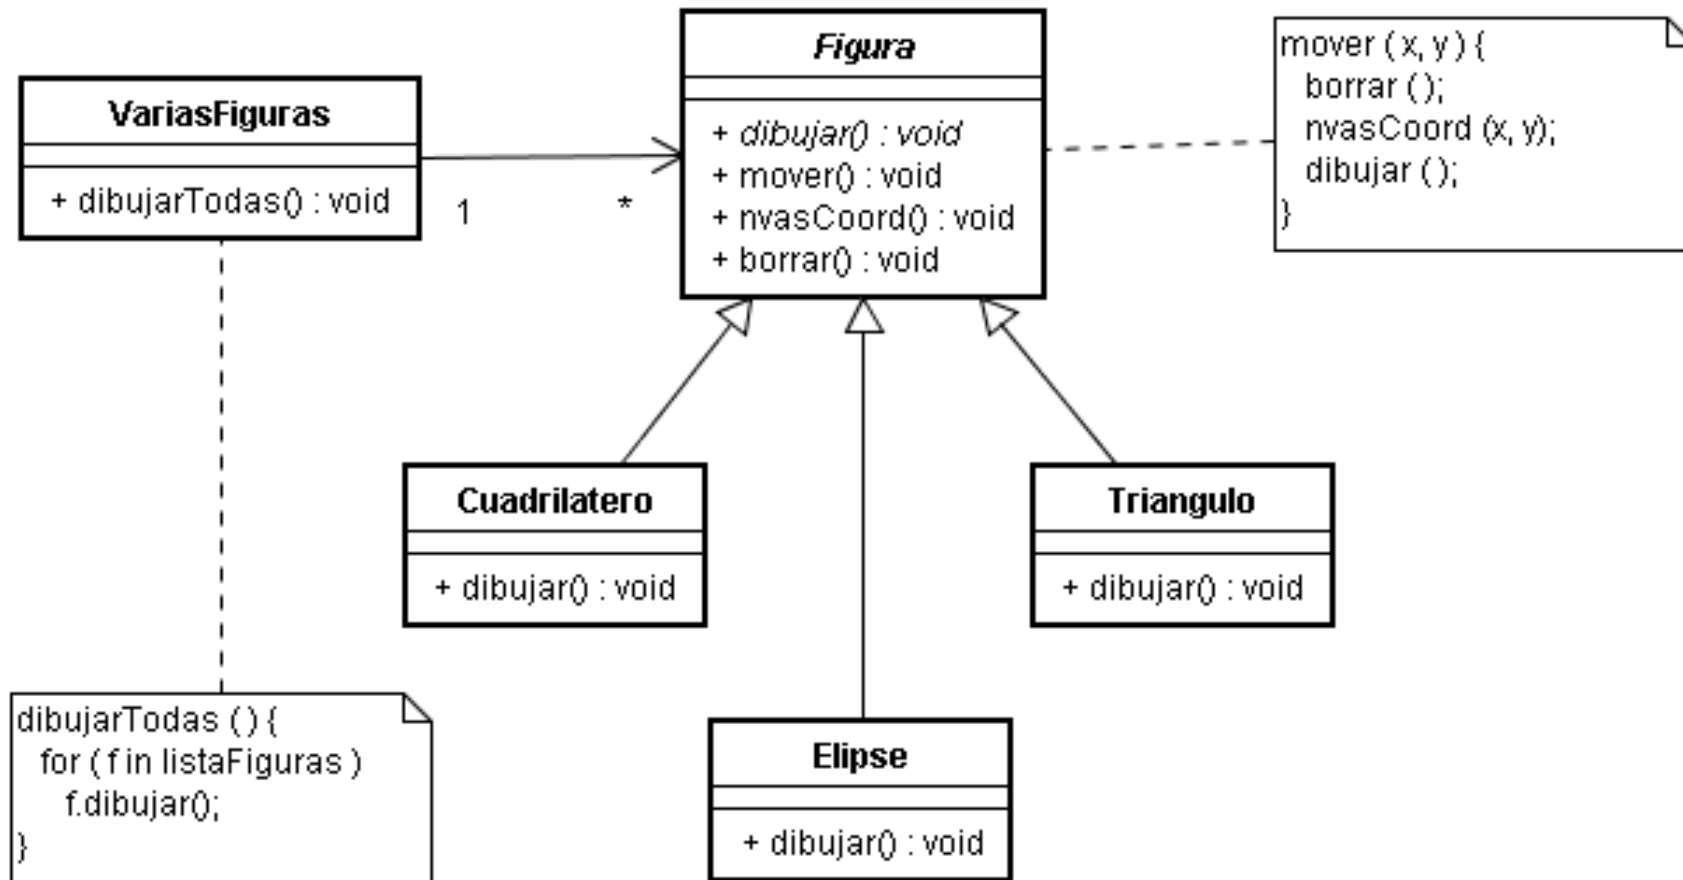 VariasFiguras
+ dibujarTodas() : void
1
*
Figura
+ dibujar() : void
+ mover() : void
+ nvasCoord() : void
+ borrar() : void
mover ( x, y ) {
borrar ( );
nvasCoord (x, y);
dibujar ( );
}
Cuadrilatero
+ dibujar() : void
Triangulo
+ dibujar() : void
dibujarTodas ( ) {
for ( f in listaFiguras )
f.dibujar();
}
Elipse
+ dibujar() : void